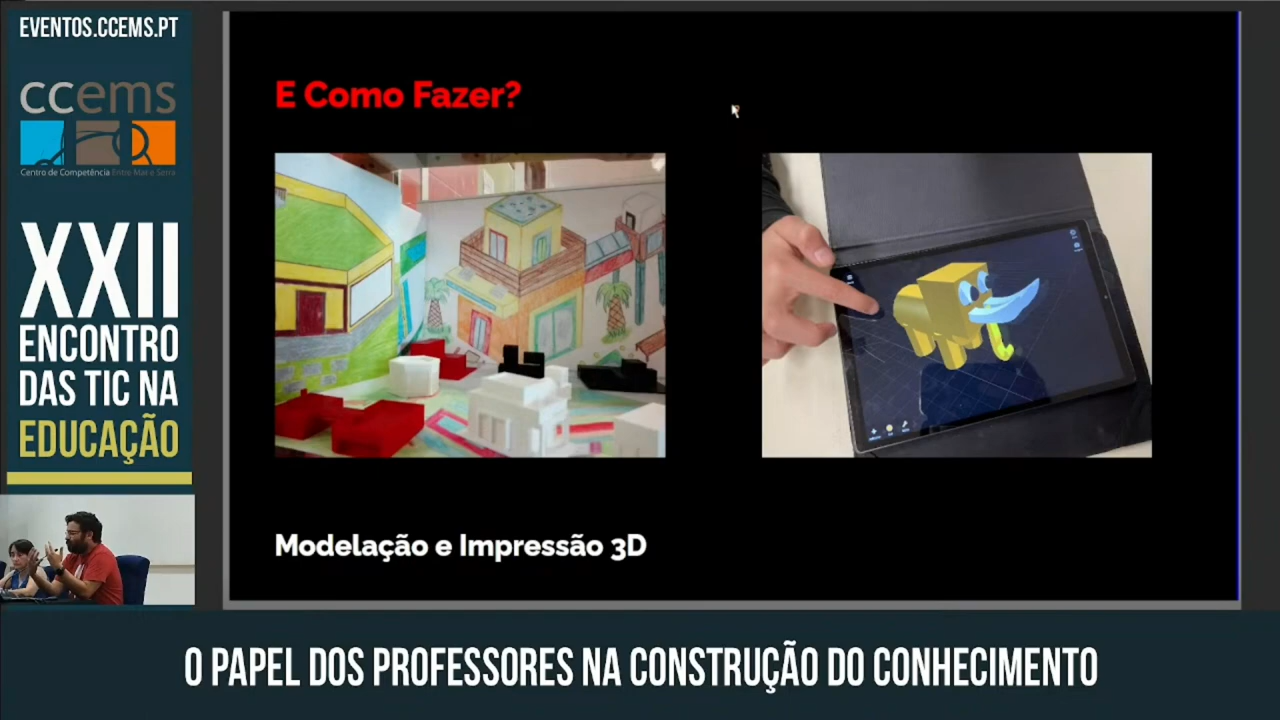 EVENTOS.CCEMS.PT
ccems
Centro de Competência Entre Mar e Serra
XXII
ENCONTRO
DAS TIC NA
EDUCAÇÃO
E Como Fazer?
Modelação e Impressão 3D
O PAPEL DOS PROFESSORES NA CONSTRUÇÃO DO CONHECIMENTO